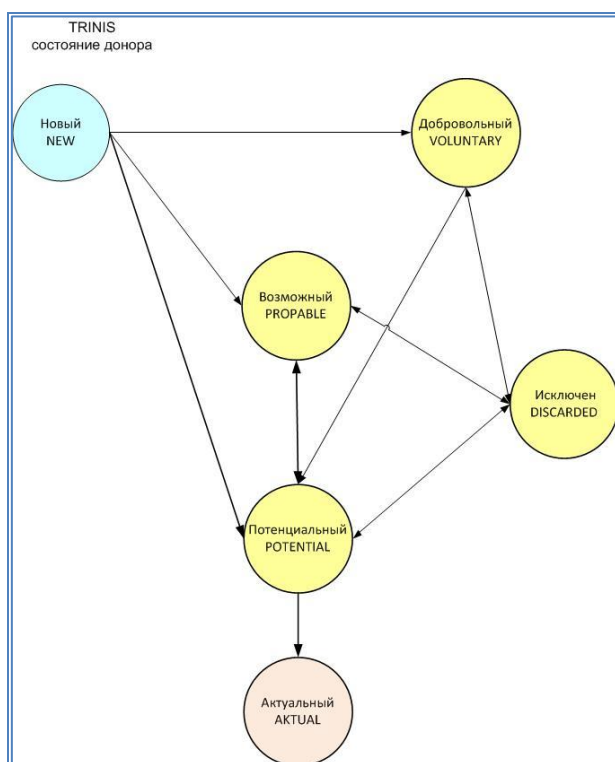 TRINIS
состояние донора
Новый
NEW
Добровольный
VOLUNTARY
Возможный
PROPABLE
Исключен
DISCARDED
Потенциальный
POTENTIAL
Актуальный
AKTUAL